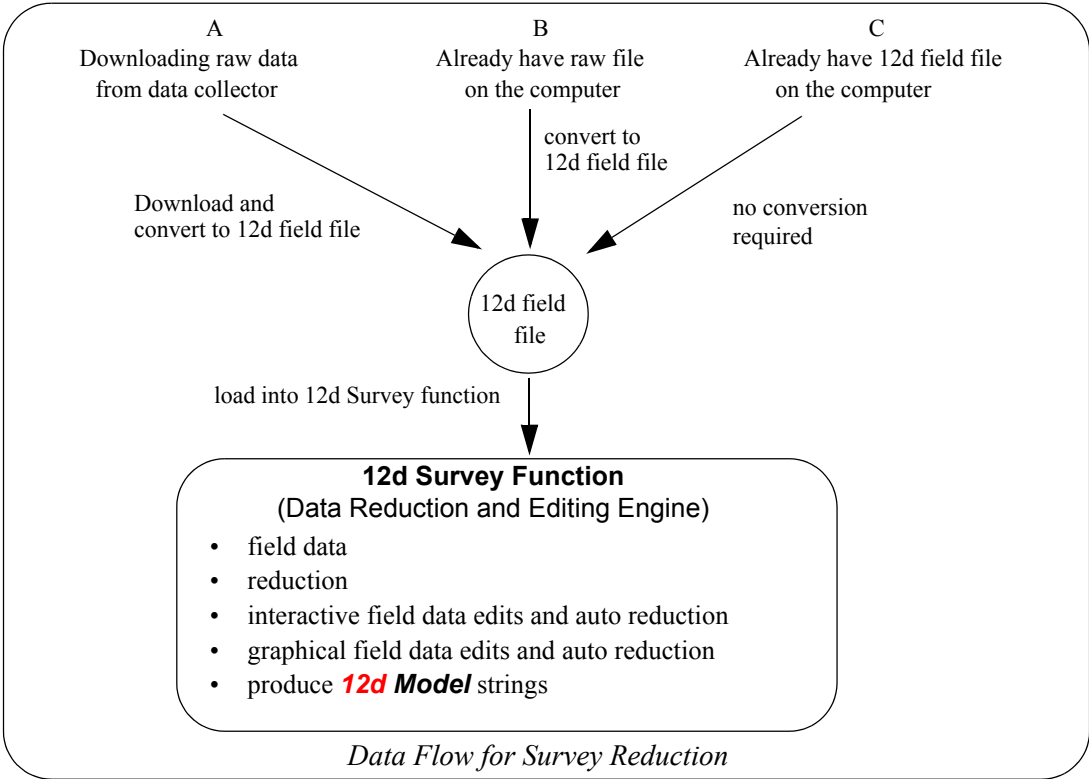 A
Downloading raw data
from data collector
B
Already have raw file
on the computer
C
Already have 12d field file
on the computer
Download and
convert to 12d field file
convert to
12d field file
no conversion
required
12d field
file
load into 12d Survey function
12d Survey Function
(Data Reduction and Editing Engine)
• field data
• reduction
• interactive field data edits and auto reduction
• graphical field data edits and auto reduction
• produce 12d Model strings
Data Flow for Survey Reduction